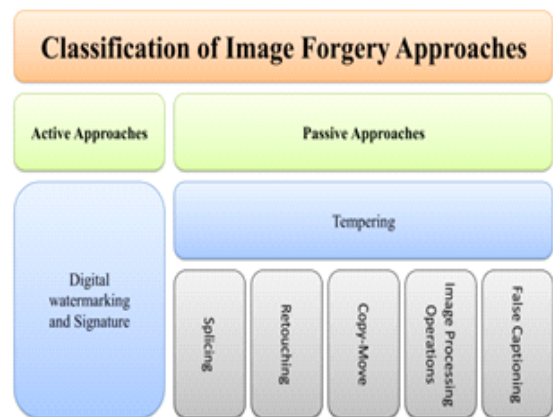 Classification of Image Forgery Approaches
Active Approaches
Passive Approaches
Digital
watermarking
and Signature
Tempering
Splicing
Retouching
Copy-Move
Image Processing
Operations
False Captioning